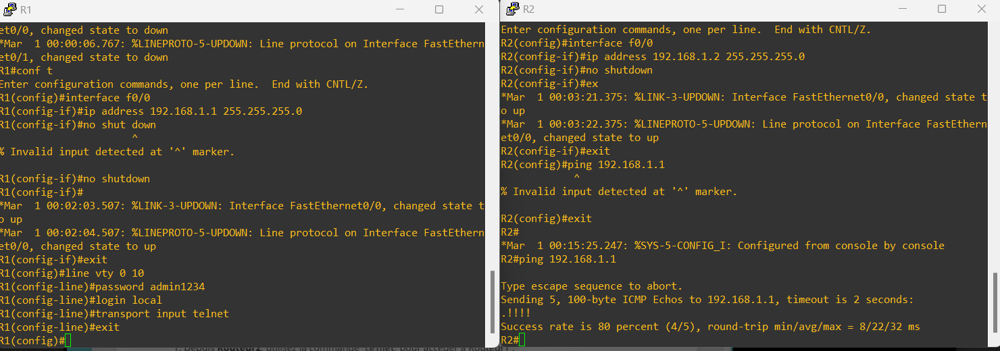 R1
et0/0, changed state to down
*Mar  1 00:00:06.767: %LINEPROTO-5-UPDOWN: Line protocol on Interface FastEthern
et0/1, changed state to down
R1#conf t
Enter configuration commands, one per line.  End with CNTL/Z.
R1(config)#interface f0/0
R1(config-if)#ip address 192.168.1.1 255.255.255.0
R1(config-if)#no shut down
^
% Invalid input detected at '^' marker.
R1(config-if)#no shutdown
R1(config-if)#
*Mar  1 00:02:03.507: %LINK-3-UPDOWN: Interface FastEthernet0/0, changed state t
o up
*Mar  1 00:02:04.507: %LINEPROTO-5-UPDOWN: Line protocol on Interface FastEthern
et0/0, changed state to up
R1(config-if)#exit
R1(config)#line vty 0 10
R1(config-line)#password admin1234
R1(config-line)#login local
R1(config-line)#transport input telnet
R1(config-line)#exit
R1(config)#
R2
Enter configuration commands, one per line.  End with CNTL/Z.
R2(config)#interface f0/0
R2(config-if)#ip address 192.168.1.2 255.255.255.0
R2(config-if)#no shutdown
R2(config-if)#ex
*Mar  1 00:03:21.375: %LINK-3-UPDOWN: Interface FastEthernet0/0, changed state t
o up
*Mar  1 00:03:22.375: %LINEPROTO-5-UPDOWN: Line protocol on Interface FastEthern
et0/0, changed state to up
R2(config-if)#exit
R2(config)#ping 192.168.1.1
^
% Invalid input detected at '^' marker.
R2(config)#exit
R2#
*Mar  1 00:15:25.247: %SYS-5-CONFIG_I: Configured from console by console
R2#ping 192.168.1.1
Type escape sequence to abort.
Sending 5, 100-byte ICMP Echos to 192.168.1.1, timeout is 2 seconds:
.!!!!
Success rate is 80 percent (4/5), round-trip min/avg/max = 8/22/32 ms
R2#